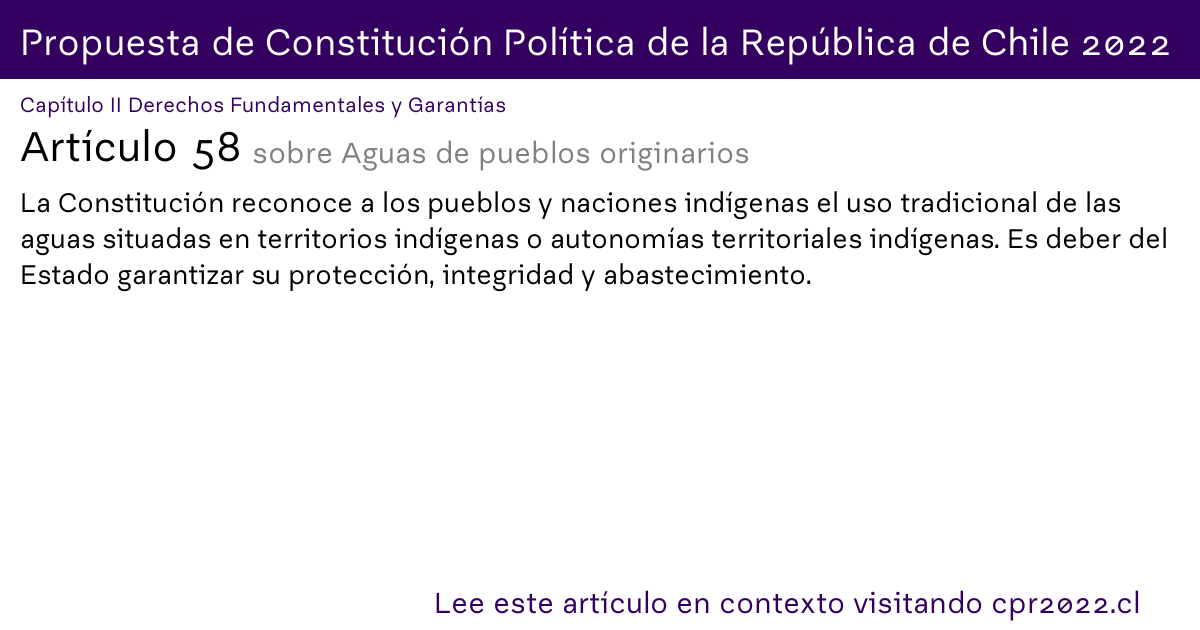 Propuesta de Constitución Política de la República de Chile 2022
Capítulo II Derechos Fundamentales y Garantías
Artículo 58 sobre Aguas de pueblos originarios
La Constitución reconoce a los pueblos y naciones indígenas el uso tradicional de las
aguas situadas en territorios indígenas o autonomías territoriales indígenas. Es deber del
Estado garantizar su protección, integridad y abastecimiento.
Lee este artículo en contexto visitando cpr2022.cl